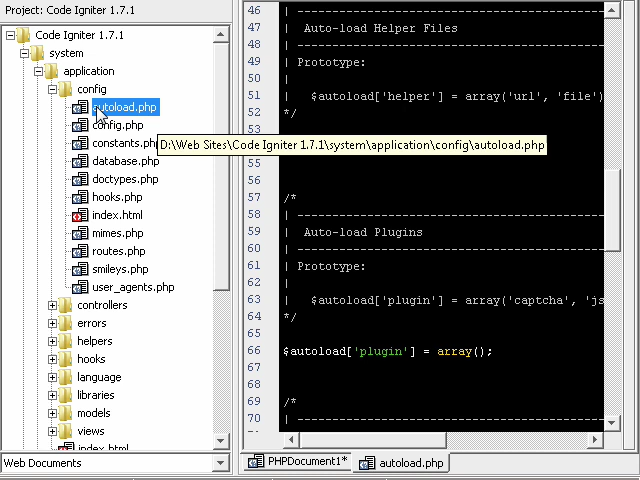 Project: Code Igniter 1.7.1
Code Igniter 1.7.1
system
application
config
autoload.php
config.php
constants.php
database.php
doctypes.php
hooks.php
index.html
mimes.php
routes.php
smileys.php
user_agents.php
controllers
errors
helpers
hooks
language
libraries
models
views
index.html
Web Documents
D:\Web Sites\Code Igniter 1.7.1\system\application\config\autoload.php
46 | -------------------------------------------
47 | Auto-load Helper Files
48 | -------------------------------------------
49 | Prototype:
50 |
51 | $autoload['helper'] = array('url', 'file')
52 */
53
55
56
57 /*
58 | -------------------------------------------
59 | Auto-load Plugins
60 | -------------------------------------------
61 | Prototype:
62 |
63 | $autoload['plugin'] = array('captcha', 'js
64 */
65
66 $autoload['plugin'] = array();
67
68
69 /*
70 | -------------------------------------------
PHPDocument1*
autoload.php